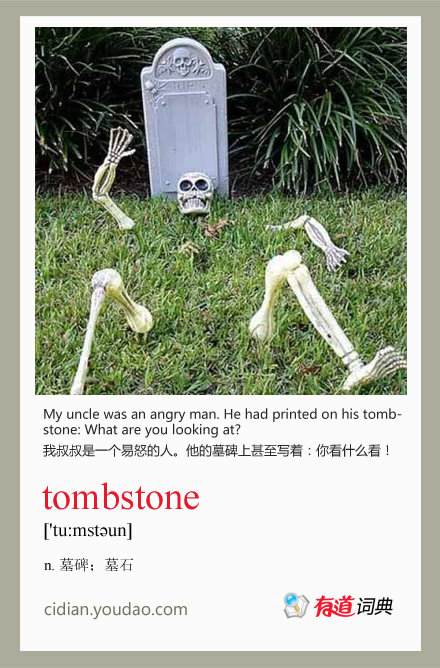 R.I.P.
My uncle was an angry man. He had printed on his tomb-
stone: What are you looking at?
我叔叔是一个易怒的人。他的墓碑上甚至写着：你看什么看！
tombstone
['tu:mstəun]
n. 墓碑；墓石
cidian.youdao.com
有道词典